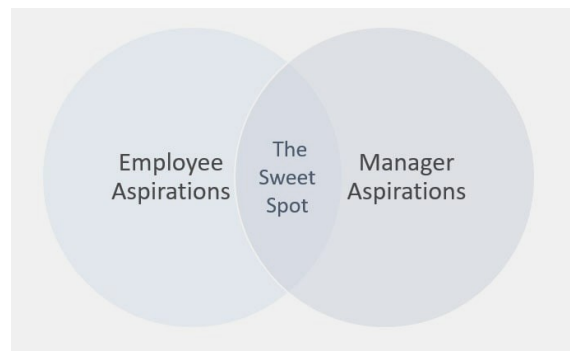 Employee
Aspirations
The
Sweet
Spot
Manager
Aspirations